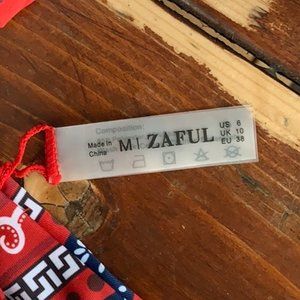 Composition:
Made in
China
M | ZAFUL
US 6
UK 10
EU 38